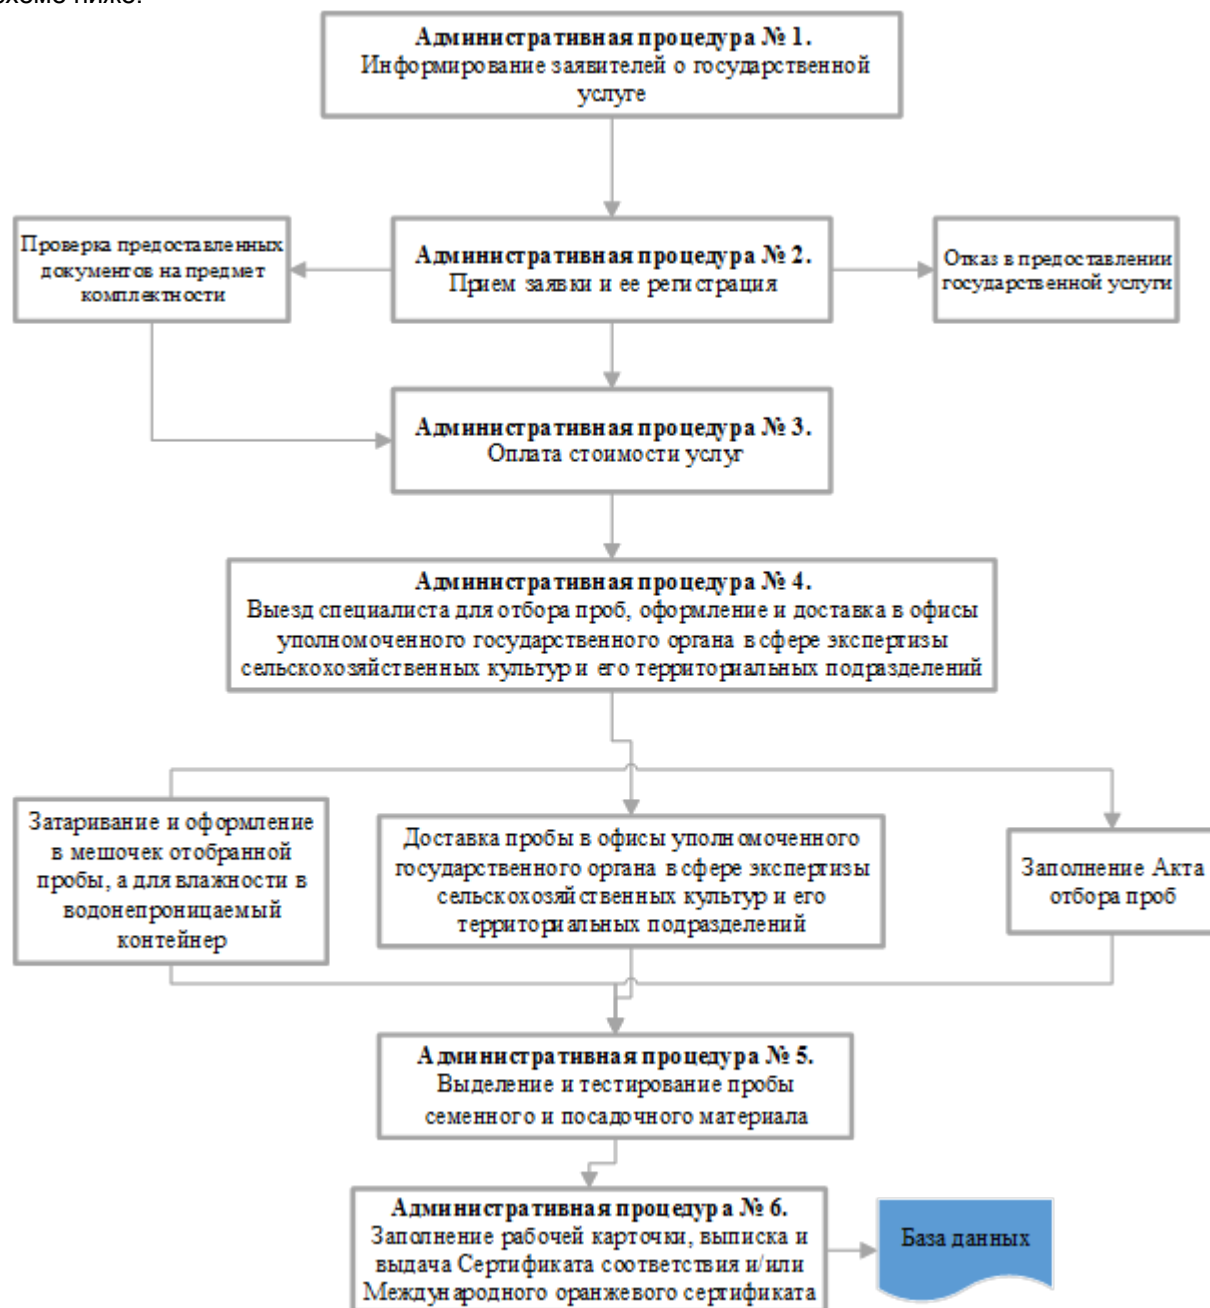 схеме ниже.
Административная процедура № 1.
Информирование заявителей о государственной
услуге
Проверка предоставленных
документов на предмет
комплектности
Административная процедура № 2.
Прием заявки и ее регистрация
Отказ в предоставлении
государственной услуги
Административная процедура № 3.
Оплата стоимости услуг
Административная процедура № 4.
Выезд специалиста для отбора проб, оформление и доставка в офисы
уполномоченного государственного органа в сфере экспертизы
сельскохозяйственных культур и его территориальных подразделений
Затаривание и оформление
в мешочек отобранной
пробы, а для влажности в
водонепроницаемый
контейнер
Доставка пробы в офисы уполномоченного
государственного органа в сфере экспертизы
сельскохозяйственных культур и его
территориальных подразделений
Заполнение Акта
отбора проб
Административная процедура № 5.
Выделение и тестирование пробы
семенного и посадочного материала
Административная процедура № 6.
Заполнение рабочей карточки, выписка и
выдача Сертификата соответствия и/или
Международного оранжевого сертификата
База данных